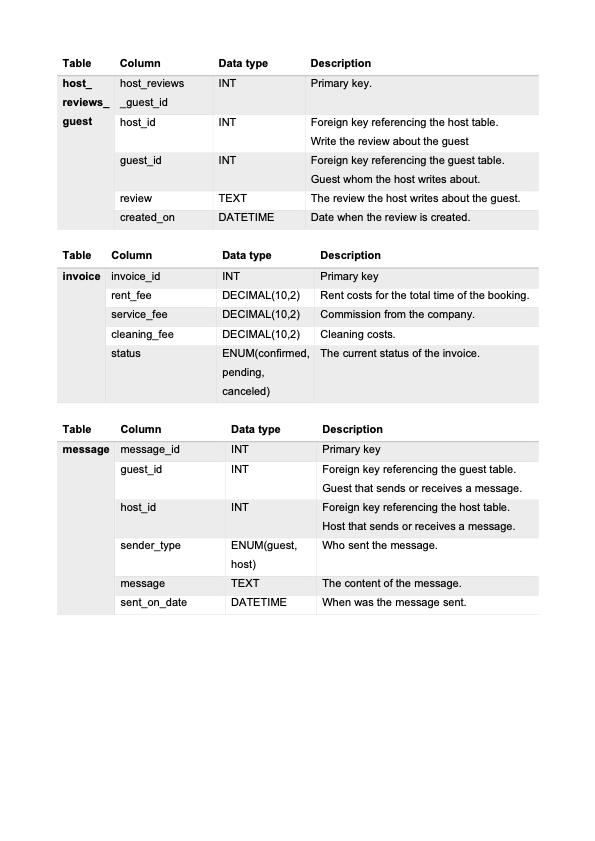 Table Column Data type Description
host_ host_reviews INT Primary key.
reviews_ _guest_id
guest host_id INT Foreign key referencing the host table.
Write the review about the guest
guest_id INT Foreign key referencing the guest table.
Guest whom the host writes about.
review TEXT The review the host writes about the guest.
created_on DATETIME Date when the review is created.
Table Column Data type Description
invoice invoice_id INT Primary key
rent_fee DECIMAL(10,2) Rent costs for the total time of the booking.
service_fee DECIMAL(10,2) Commission from the company.
cleaning_fee DECIMAL(10,2) Cleaning costs.
status ENUM(confirmed, The current status of the invoice.
pending,
canceled)
Table Column Data type Description
message message_id INT Primary key
guest_id INT Foreign key referencing the guest table.
Guest that sends or receives a message.
host_id INT Foreign key referencing the host table.
Host that sends or receives a message.
sender_type ENUM(guest, Who sent the message.
host)
message TEXT The content of the message.
sent_on_date DATETIME When was the message sent.